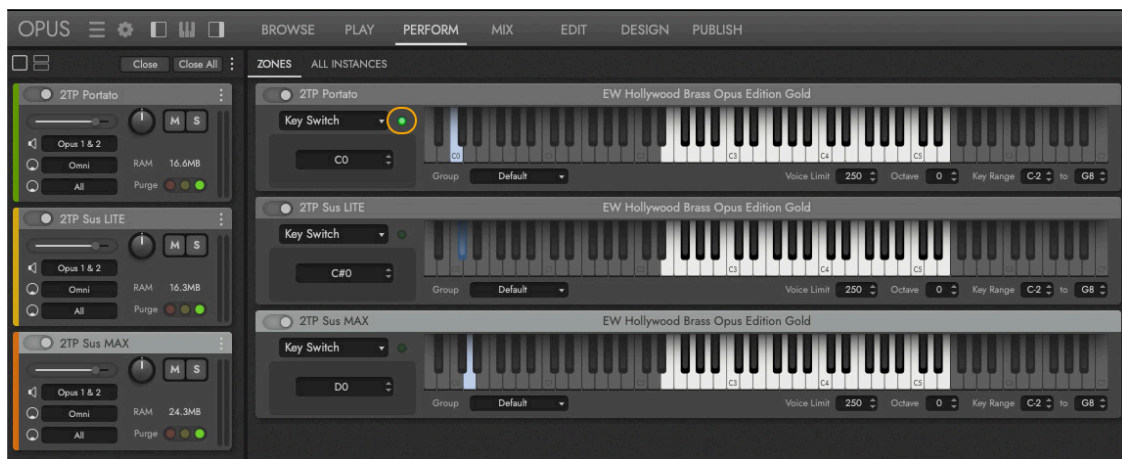 OPUS BROWSE PLAY PERFORM MIX EDIT DESIGN PUBLISH
Close Close All ZONES ALL INSTANCES
2TP Portato
M S
Opus 1 & 2
Omni RAM 16.6MB
All Purge
2TP Sus LITE
M S
Opus 1 & 2
Omni RAM 16.3MB
All Purge
2TP Sus MAX
M S
Opus 1 & 2
Omni RAM 24.3MB
All Purge
2TP Portato EW Hollywood Brass Opus Edition Gold
Key Switch
C0
C0 C3 C4 C5
Group Default Voice Limit 250 Octave 0 Key Range C-2 to G8
2TP Sus LITE EW Hollywood Brass Opus Edition Gold
Key Switch
C#0
C3 C4 C5
Group Default Voice Limit 250 Octave 0 Key Range C-2 to G8
2TP Sus MAX EW Hollywood Brass Opus Edition Gold
Key Switch
D0
C3 C4 C5
Group Default Voice Limit 250 Octave 0 Key Range C-2 to G8